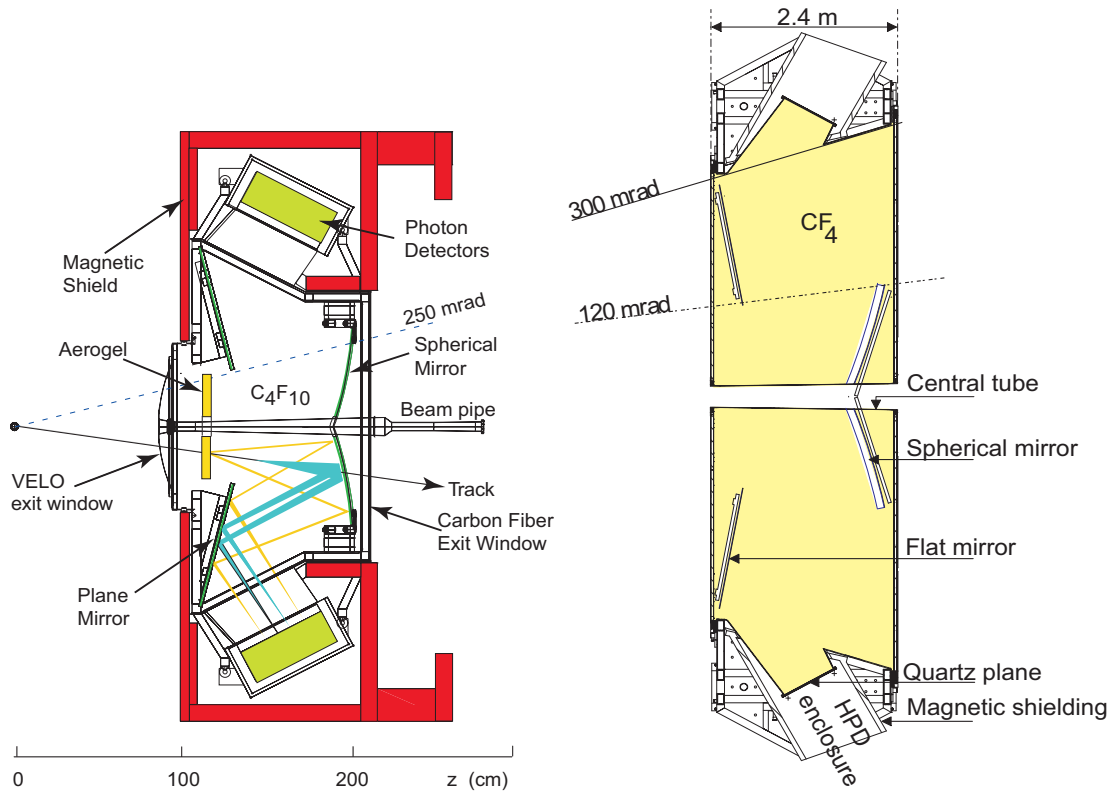 Magnetic
Shield
Aerogel
VELO
exit window
Plane
Mirror
Photon
Detectors
250 mrad
Spherical
Mirror
C4F10
Beam pipe
Track
Carbon Fiber
Exit Window
0
100
200
z (cm)
2.4 m
300 mrad
CF4
120 mrad
Central tube
Spherical mirror
Flat mirror
Quartz plane
Magnetic shielding
HPD
enclosure